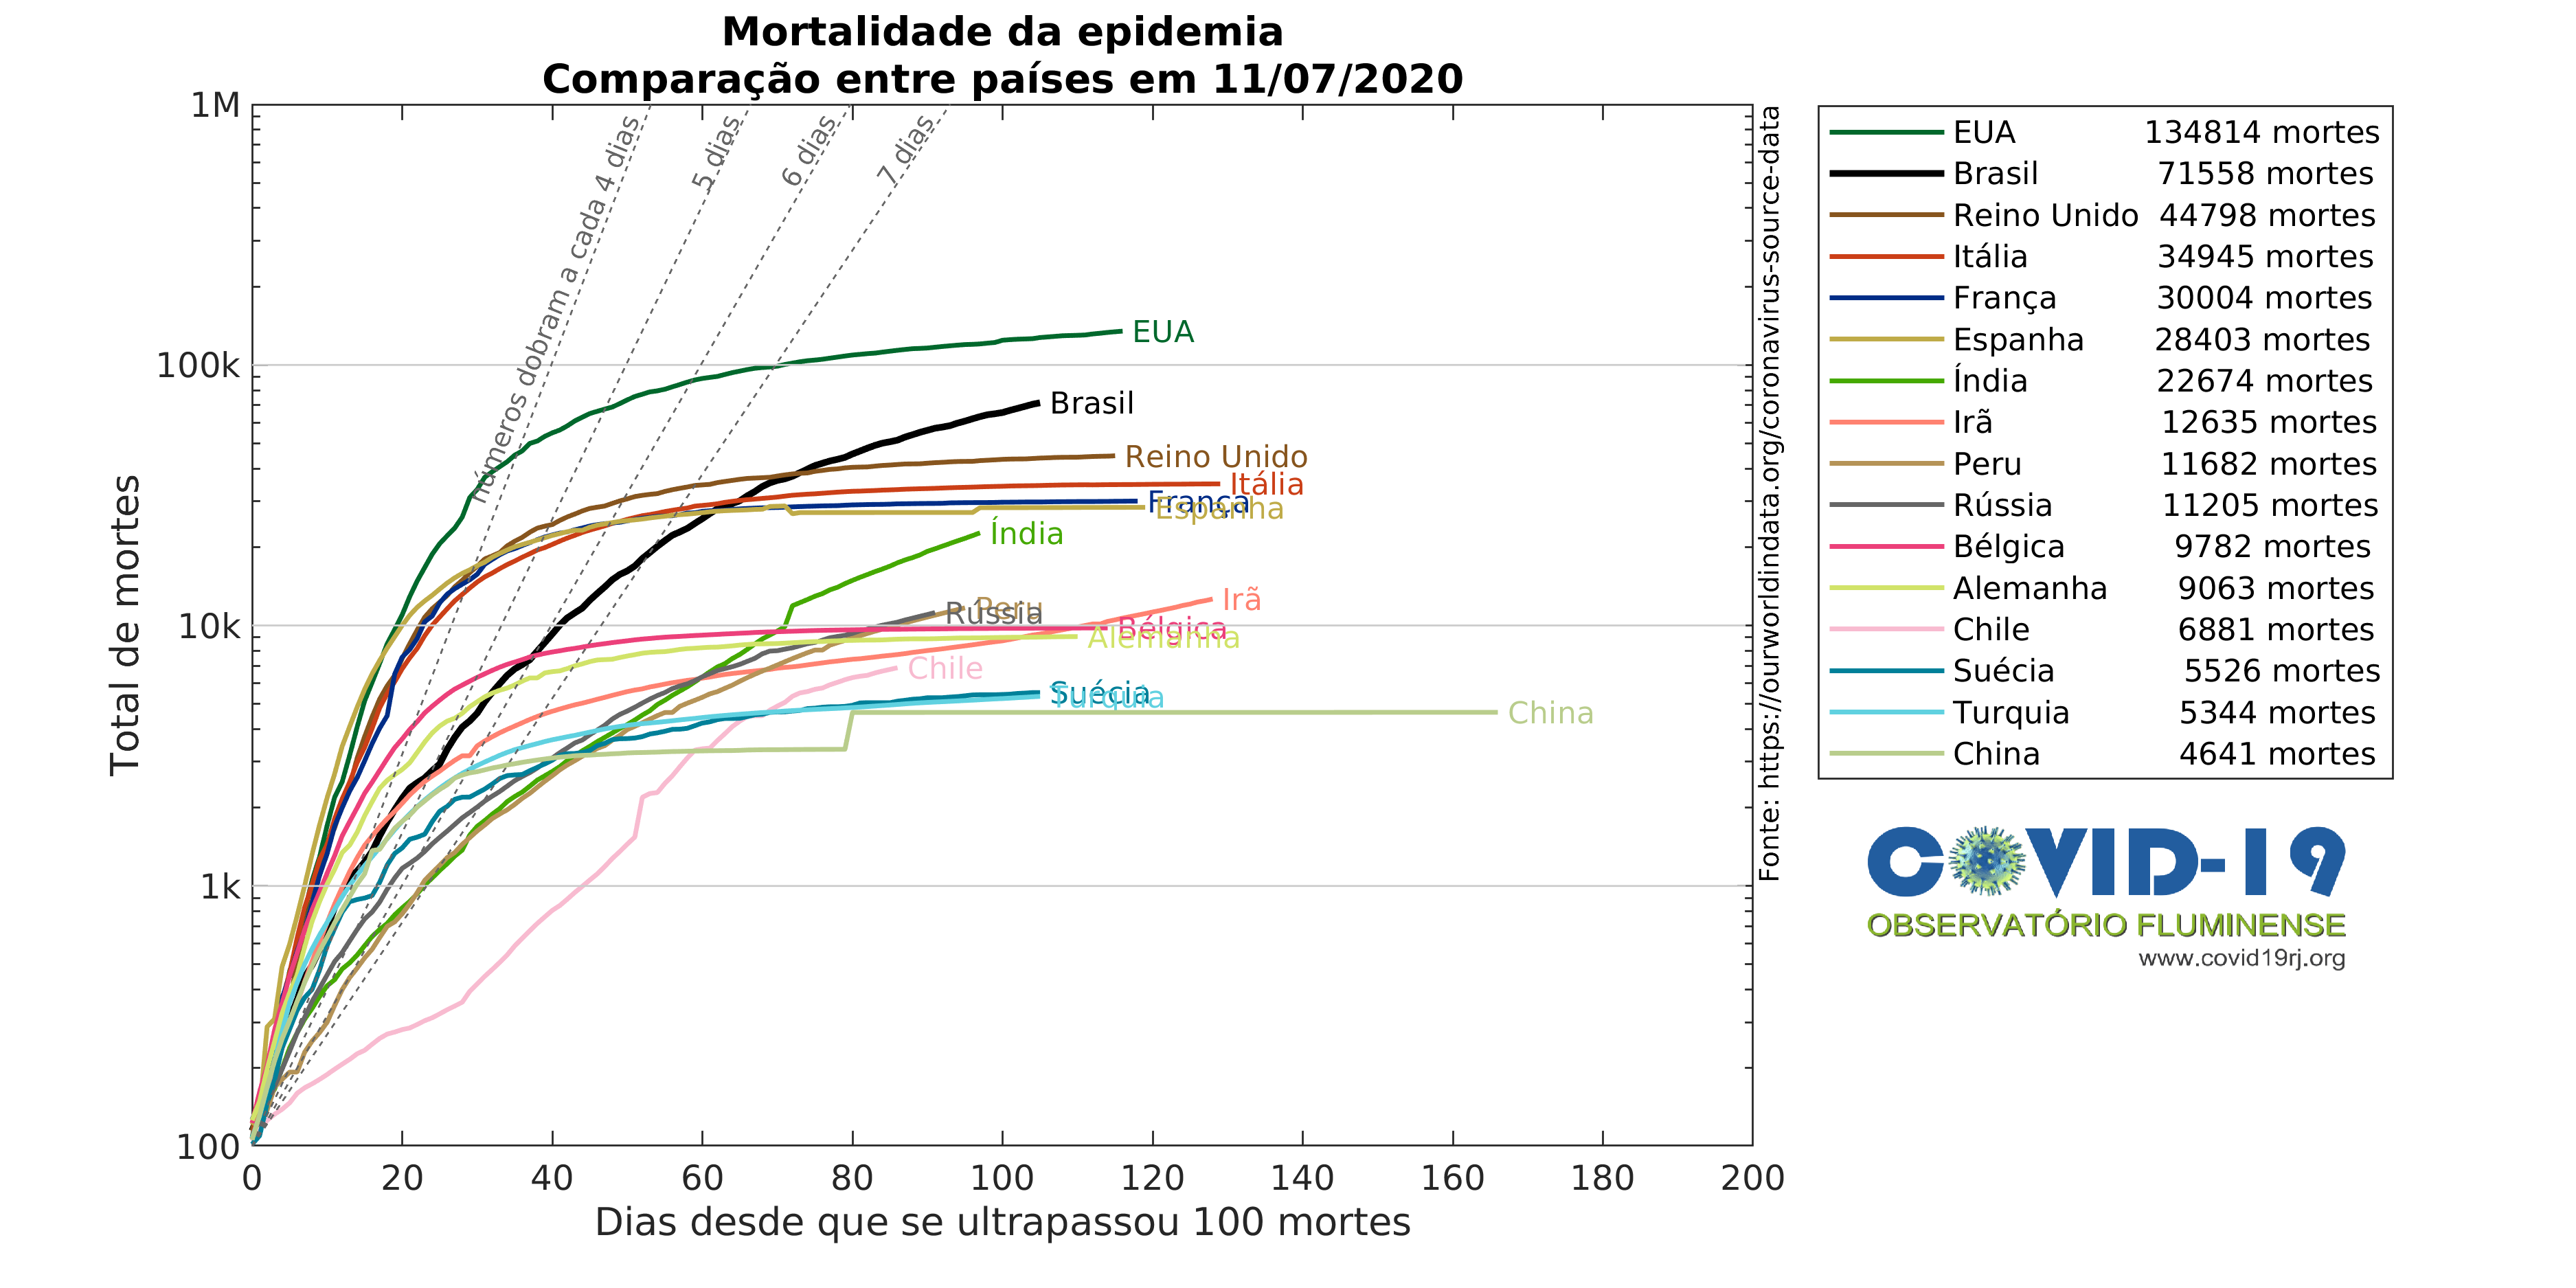 Mortalidade da epidemia
Comparação entre países em 11/07/2020
1M
100k
10k
1k
100
Total de mortes
números dobram a cada 4 dias
5 dias
6 dias
7 dias
EUA
Brasil
Reino Unido
Itália
França
Espanha
Índia
Irã
Peru
Rússia
Bélgica
Alemanha
Chile
Suécia
Turquia
China
0 20 40 60 80 100 120 140 160 180 200
Dias desde que se ultrapassou 100 mortes
Fonte: https://ourworldindata.org/coronavirus-source-data
EUA 134814 mortes
Brasil 71558 mortes
Reino Unido 44798 mortes
Itália 34945 mortes
França 30004 mortes
Espanha 28403 mortes
Índia 22674 mortes
Irã 12635 mortes
Peru 11682 mortes
Rússia 11205 mortes
Bélgica 9782 mortes
Alemanha 9063 mortes
Chile 6881 mortes
Suécia 5526 mortes
Turquia 5344 mortes
China 4641 mortes
COVID-19
OBSERVATÓRIO FLUMINENSE
www.covid19rj.org